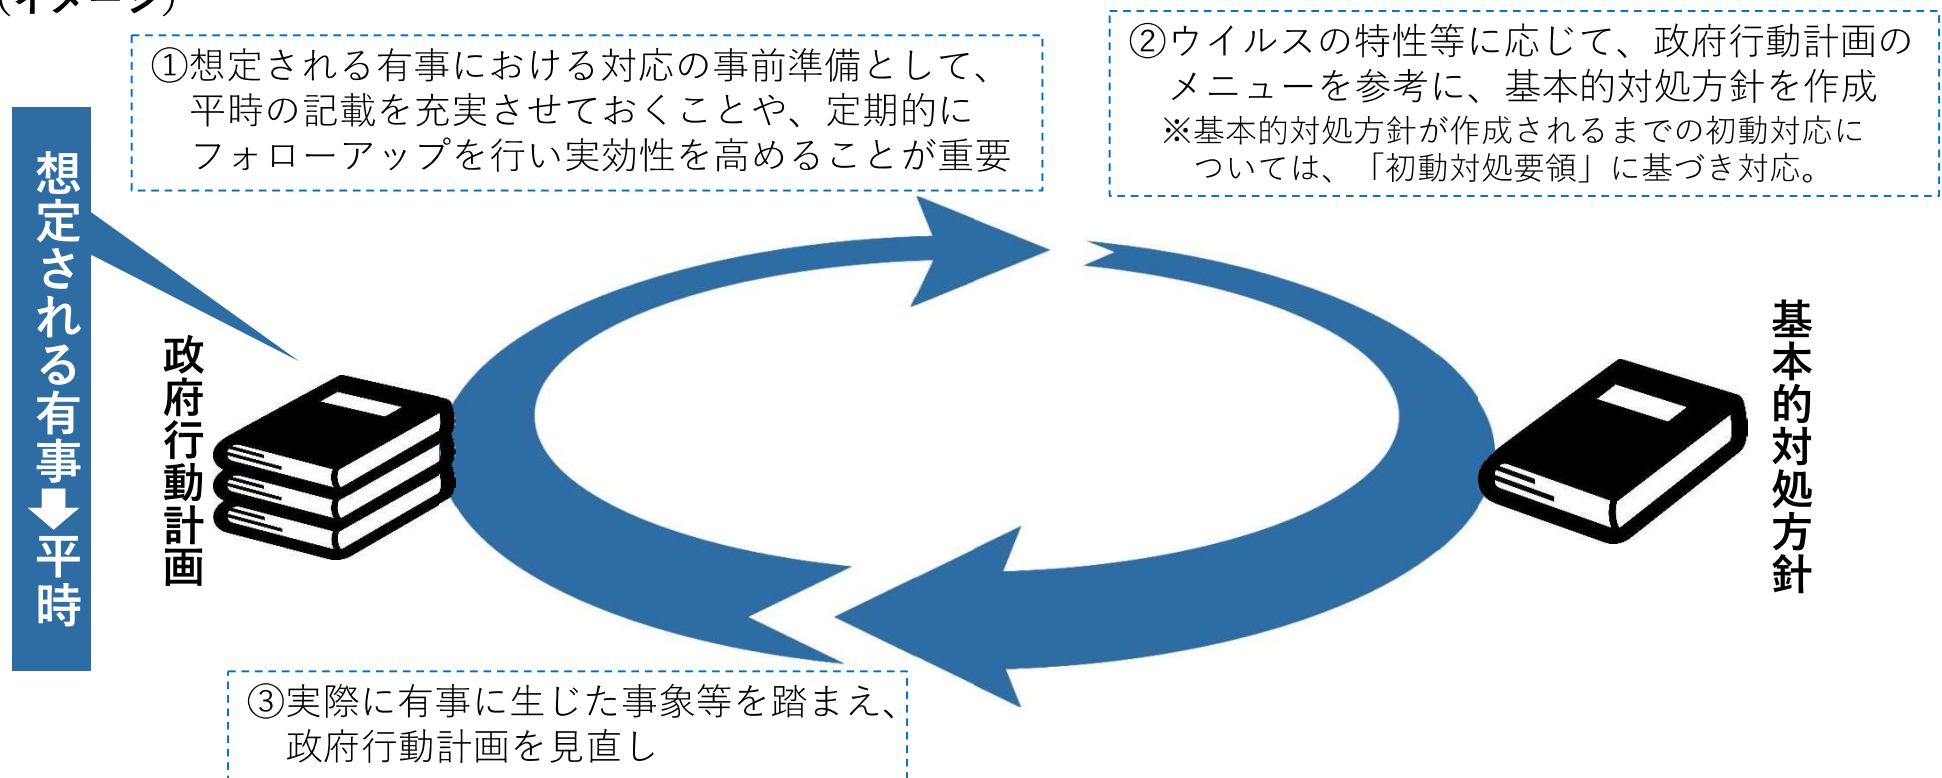 (イメージ)
①想定される有事における対応の事前準備として、
平時の記載を充実させておくことや、定期的に
フォローアップを行い実効性を高めることが重要
②ウイルスの特性等に応じて、政府行動計画の
メニューを参考に、基本的対処方針を作成
※基本的対処方針が作成されるまでの初動対応に
ついては、「初動対処要領」に基づき対応。
想定される有事➡平時
政府行動計画
基本的対処方針
③実際に有事に生じた事象等を踏まえ、
政府行動計画を見直し